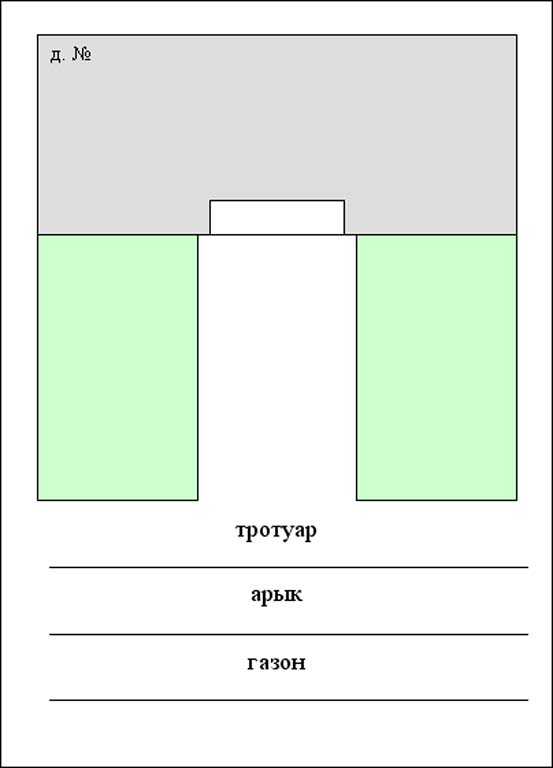 д. №
тротуар
арык
газон